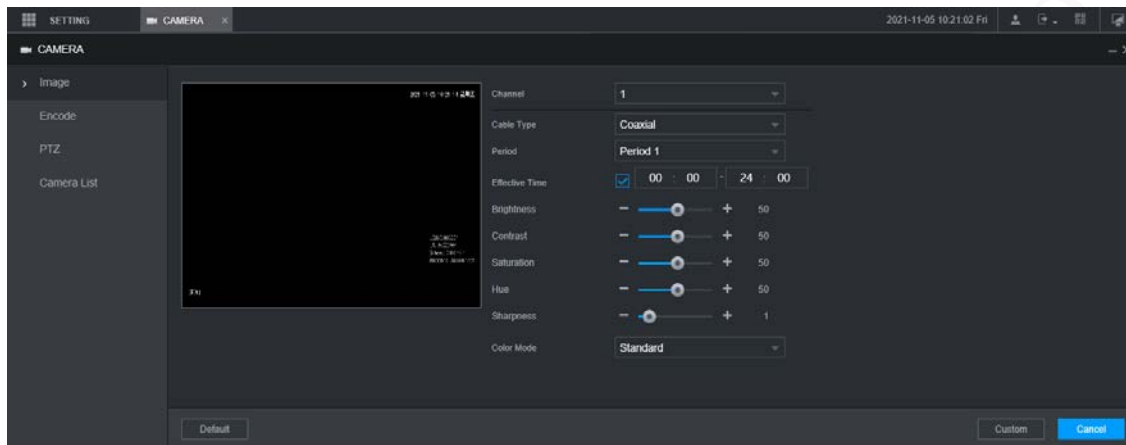 SETTING
CAMERA
×
2021-11-05 10:21:02 Fri
CAMERA
Image
Encode
PTZ
Camera List
Channel
1
Cable Type
Coaxial
Period
Period 1
Effective Time
00 : 00 - 24 : 00
Brightness
50
Contrast
50
Saturation
50
Hue
50
Sharpness
1
Color Mode
Standard
Default
Custom
Cancel